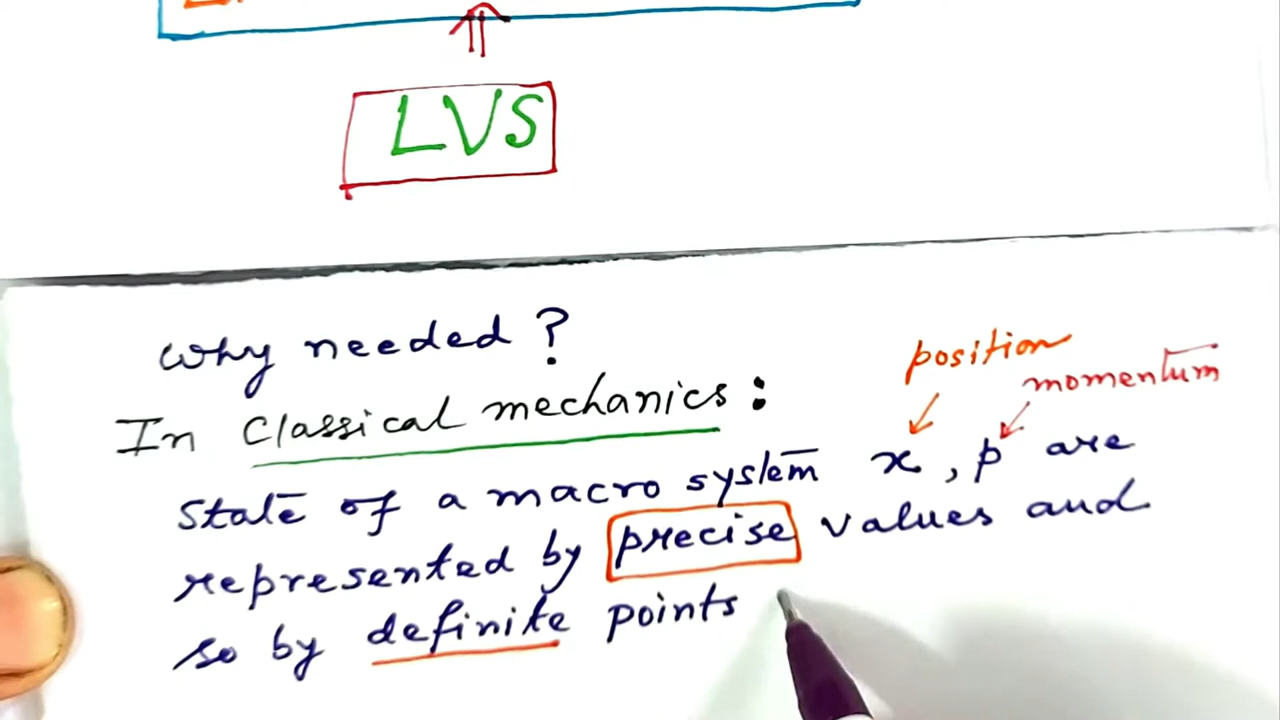 LVS
Why needed?
In Classical mechanics:
position
momentum
State of a macro system x, p are
represented by precise values and
so by definite points